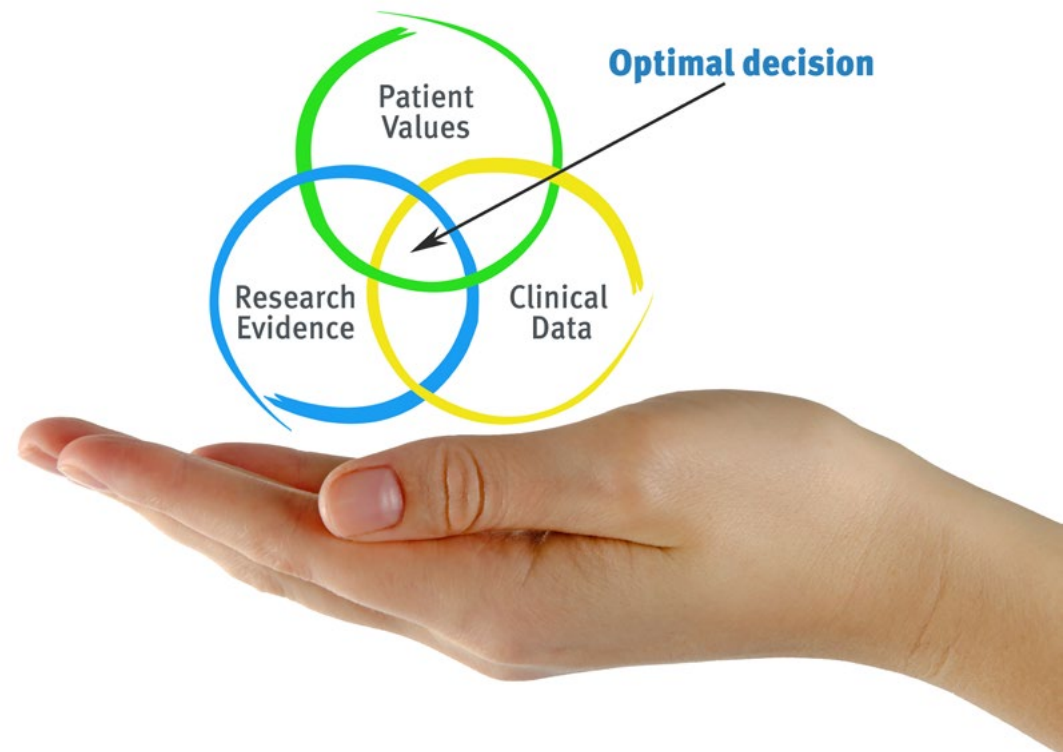 Optimal decision
Patient
Values
Research
Evidence
Clinical
Data